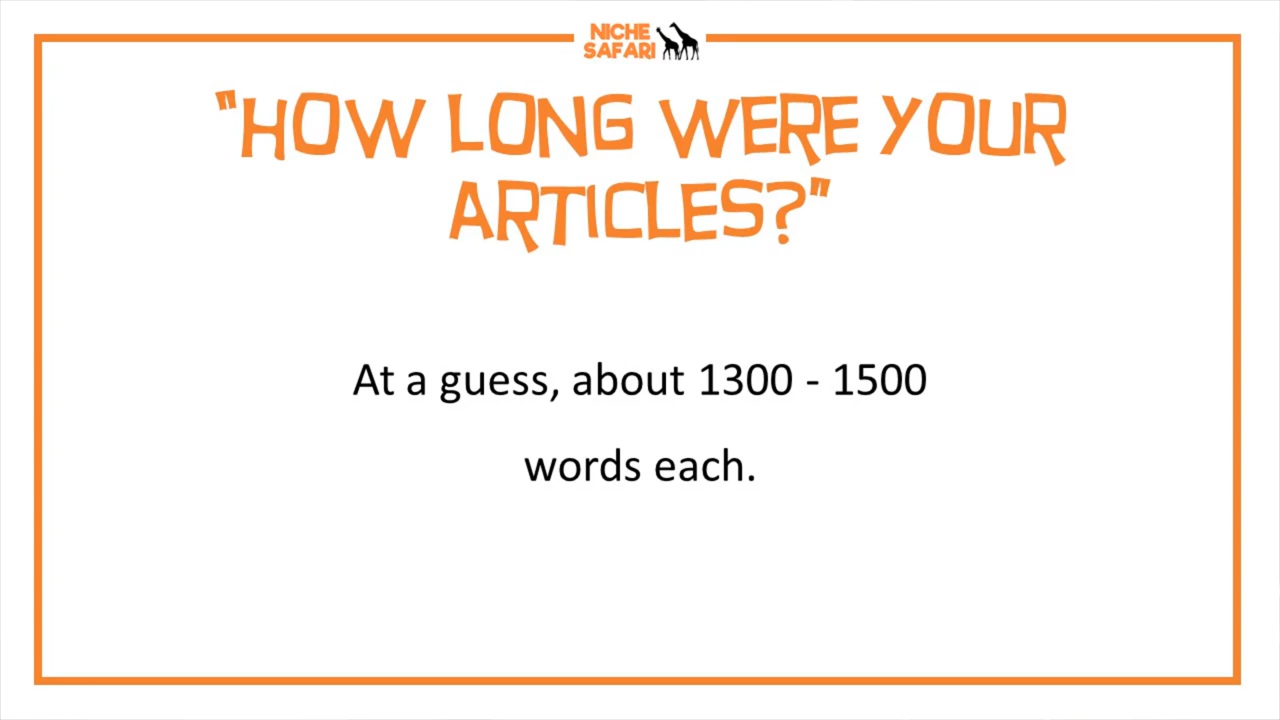 NICHE
SAFARI
"HOW LONG WERE YOUR
ARTICLES?"
At a guess, about 1300 - 1500
words each.